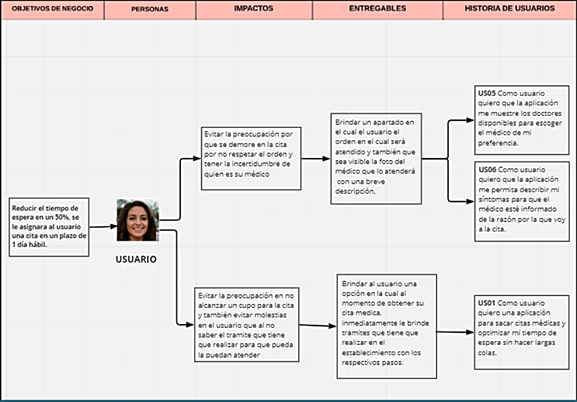 OBJETIVOS DE NEGOCIO
PERSONAS
IMPACTOS
ENTREGABLES
HISTORIA DE USUARIOS
Reducir el tiempo de
espera en un 50%, se
le asignara al usuario
una cita en un plazo de
1 día hábil.
USUARIO
Evitar la preocupación por
que se demore en la cita
por no respetar el orden y
tener la incertidumbre de
quien es su médico
Brindar un apartado en
el cual el usuario el
orden en el cual será
atendido y también que
sea visible la foto del
médico que lo atenderá
con una breve
descripción,
US05 Como usuario
quiero que la aplicación
me muestre los doctores
disponibles para escoger
el médico de mi
preferencia.
US06 Como usuario
quiero que la aplicación
me permita describir mi
síntomas para que el
médico esté informado
de la razón por la que voy
a la cita.
Evitar la preocupación en no
alcanzar un cupo para la
cita y también evitar molestias
en el usuario que al no
saber el tramite que tiene
que realizar para que pueda
la puedan atender
Brindar al usuario una
opción en la cual al
momento de obtener su
cita medica,
inmediatamente le brinde
tramites que tiene que
realizar en el
establecimiento con los
respectivos pasos.
US01 Como usuario
quiero una aplicación
para sacar citas médicas y
optimizar mi tiempo de
espera sin hacer largas
colas.